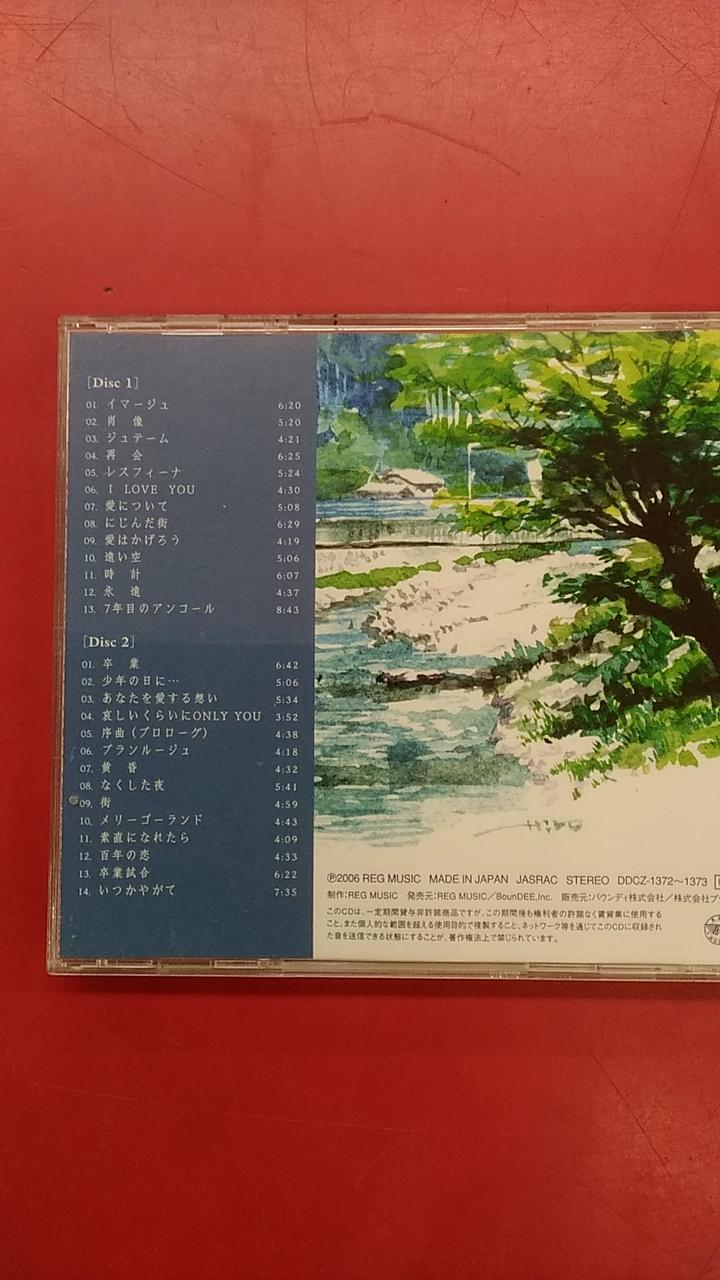 ［Disc 1］
01. イマージュ 6:20
02. 肖　像 5:20
03. ジュテーム 4:21
04. 再　会 6:25
05. レスフィーナ 5:24
06. I LOVE YOU 4:30
07. 愛について 5:08
08. にじんだ街 6:29
09. 愛はかげろう 4:19
10. 遠い空 5:06
11. 時　計 6:07
12. 永　遠 4:37
13. 7年目のアンコール 8:43
［Disc 2］
01. 卒　業 6:42
02. 少年の日に… 5:06
03. あなたを愛する想い 5:34
04. 哀しいくらいにONLY YOU 3:52
05. 序曲（プロローグ） 4:38
06. ブランルージュ 4:18
07. 黄　昏 4:32
08. なくした夜 5:41
09. 街 4:59
10. メリーゴーランド 4:43
11. 素直になれたら 4:09
12. 百年の恋 4:33
13. 卒業試合 6:22
14. いつかやがて 7:35
Ⓟ2006 REG MUSIC MADE IN JAPAN JASRAC STEREO DDCZ-1372〜1373
制作:REG MUSIC 発売元:REG MUSIC／BounDEE,Inc. 販売元:バウンディ株式会社／株式会社
このCDは、一定期間貸与非許諾商品ですが、この期間後も権利者の許諾なく賃貸業に使用する
こと、また個人的な範囲を超える使用目的で複製すること、ネットワーク等を通じてこのCDに収録され
た音を送信できる状態にすることが、著作権法上で禁じられています。